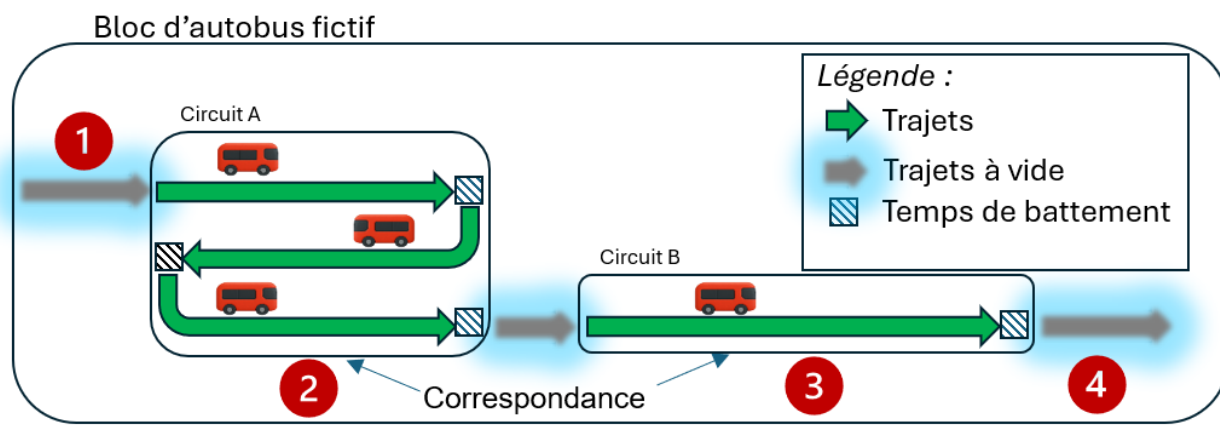 Bloc d'autobus fictif
Légende :
Circuit A
1
Trajets
Trajets à vide
Temps de battement
Circuit B
2
Correspondance
3
4